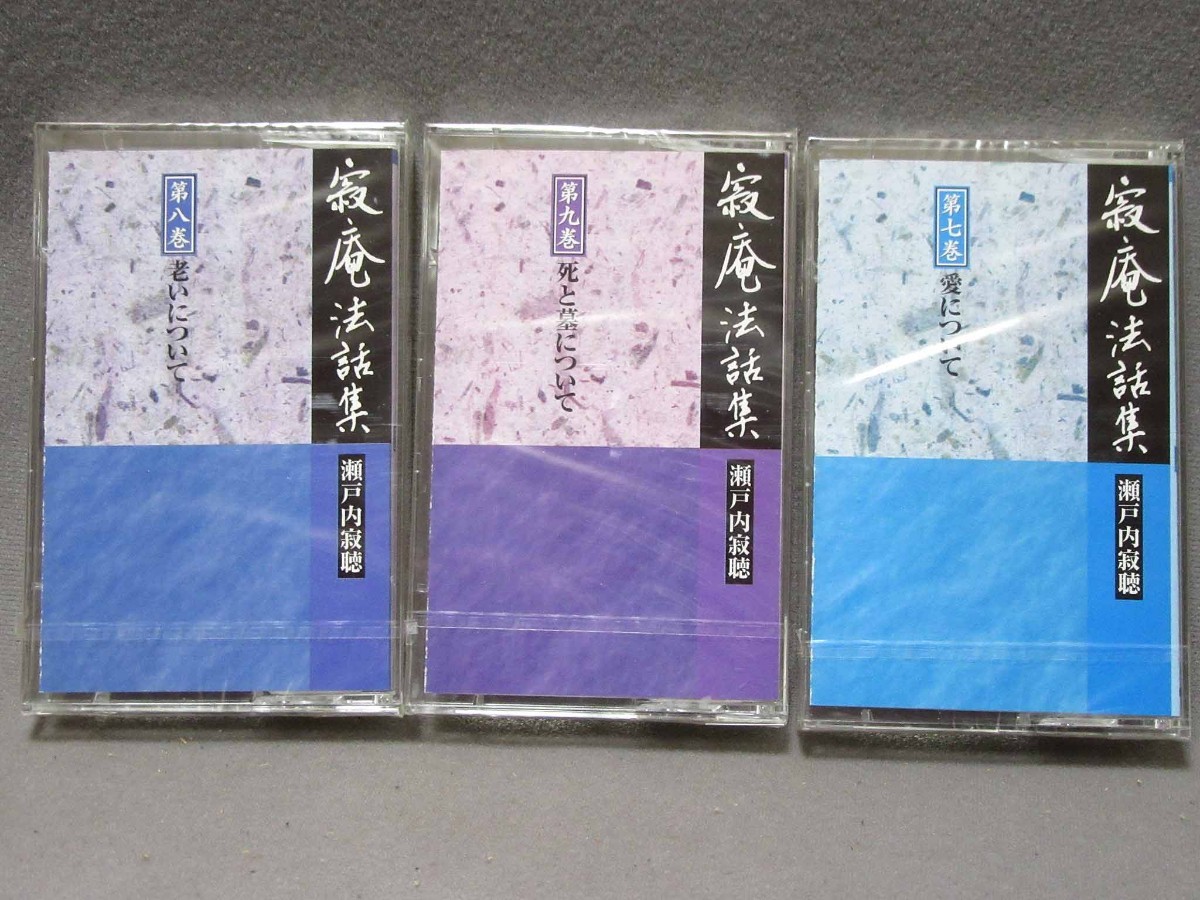 寂庵法話集
第八巻
老いについて
瀬戸内寂聴
寂庵法話集
第九巻
死と墓について
瀬戸内寂聴
寂庵法話集
第七巻
愛について
瀬戸内寂聴